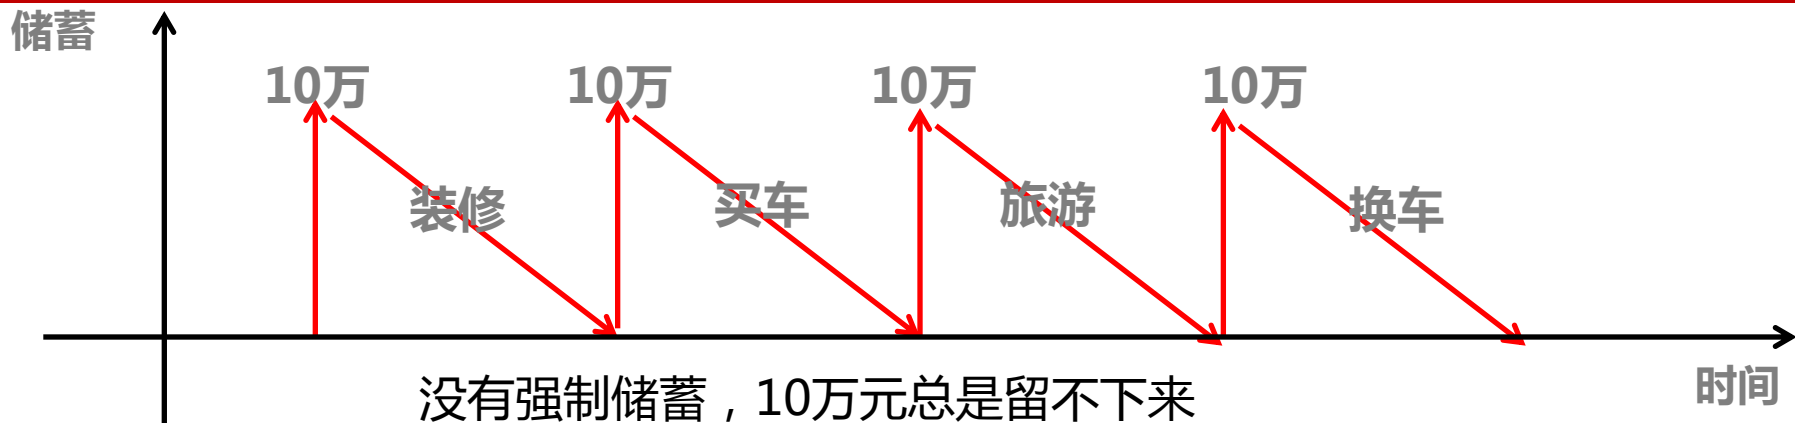 储蓄
10万
10万
10万
10万
装修
买车
旅游
换车
时间
没有强制储蓄，10万元总是留不下来